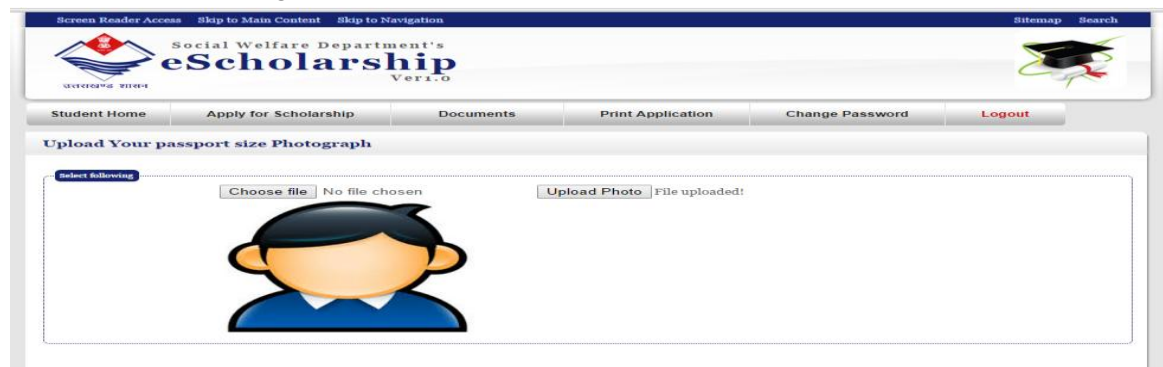 Screen Reader Access Skip to Main Content Skip to Navigation Sitemap Search
Social Welfare Department's
eScholarship
Ver1.0
उत्तराखण्ड शासन
Student Home Apply for Scholarship Documents Print Application Change Password Logout
Upload Your passport size Photograph
Select following
Choose file No file chosen Upload Photo File uploaded!